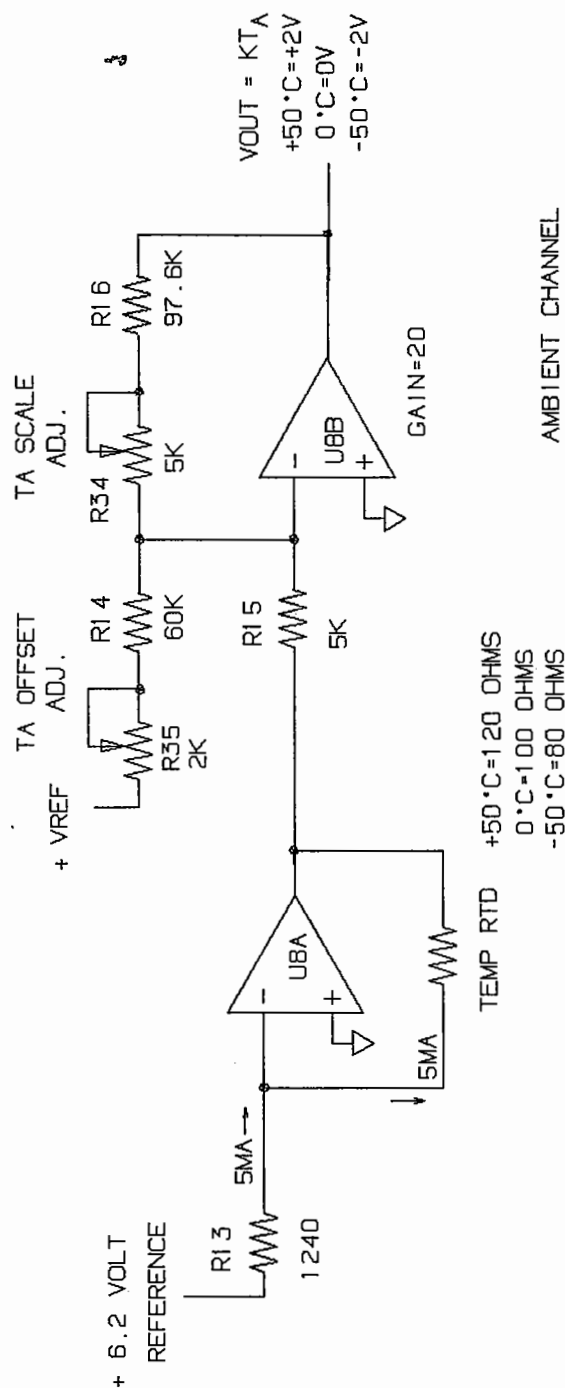 + 6.2 VOLT
REFERENCE
R13
1240
5MA
5MA
U8A
-
+
TEMP RTD
+50°C=120 OHMS
0°C=100 OHMS
-50°C=80 OHMS
+ VREF
TA OFFSET
ADJ.
R35
2K
R14
60K
R15
5K
TA SCALE
ADJ.
R34
5K
R16
97.6K
U8B
-
+
GAIN=20
VOUT = KTA
+50°C=+2V
0°C=0V
-50°C=-2V
AMBIENT CHANNEL